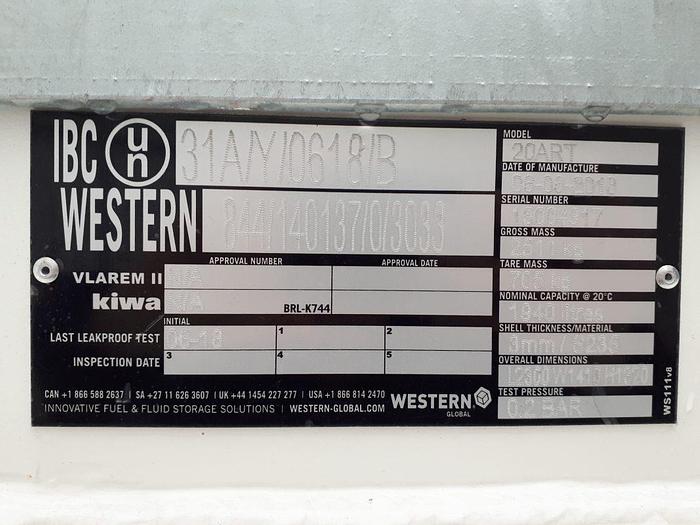 IBC un 31A/Y/0618/B
WESTERN 844/140137/0/3033
APPROVAL NUMBER APPROVAL DATE
VLAREM II N/A
kiwa N/A BRL-K744
INITIAL 1 2
LAST LEAKPROOF TEST 06-18
INSPECTION DATE 3 4 5
CAN +1 866 588 2637 | SA +27 11 626 3607 | UK +44 1454 227 277 | USA +1 866 814 2470
INNOVATIVE FUEL & FLUID STORAGE SOLUTIONS | WESTERN-GLOBAL.COM
WESTERN
GLOBAL
MODEL
20ART
DATE OF MANUFACTURE
SERIAL NUMBER
GROSS MASS
TARE MASS
NOMINAL CAPACITY @ 20°C
1940 litres
SHELL THICKNESS/MATERIAL
3mm / S235
OVERALL DIMENSIONS
TEST PRESSURE
0.2 BAR
WS111v8